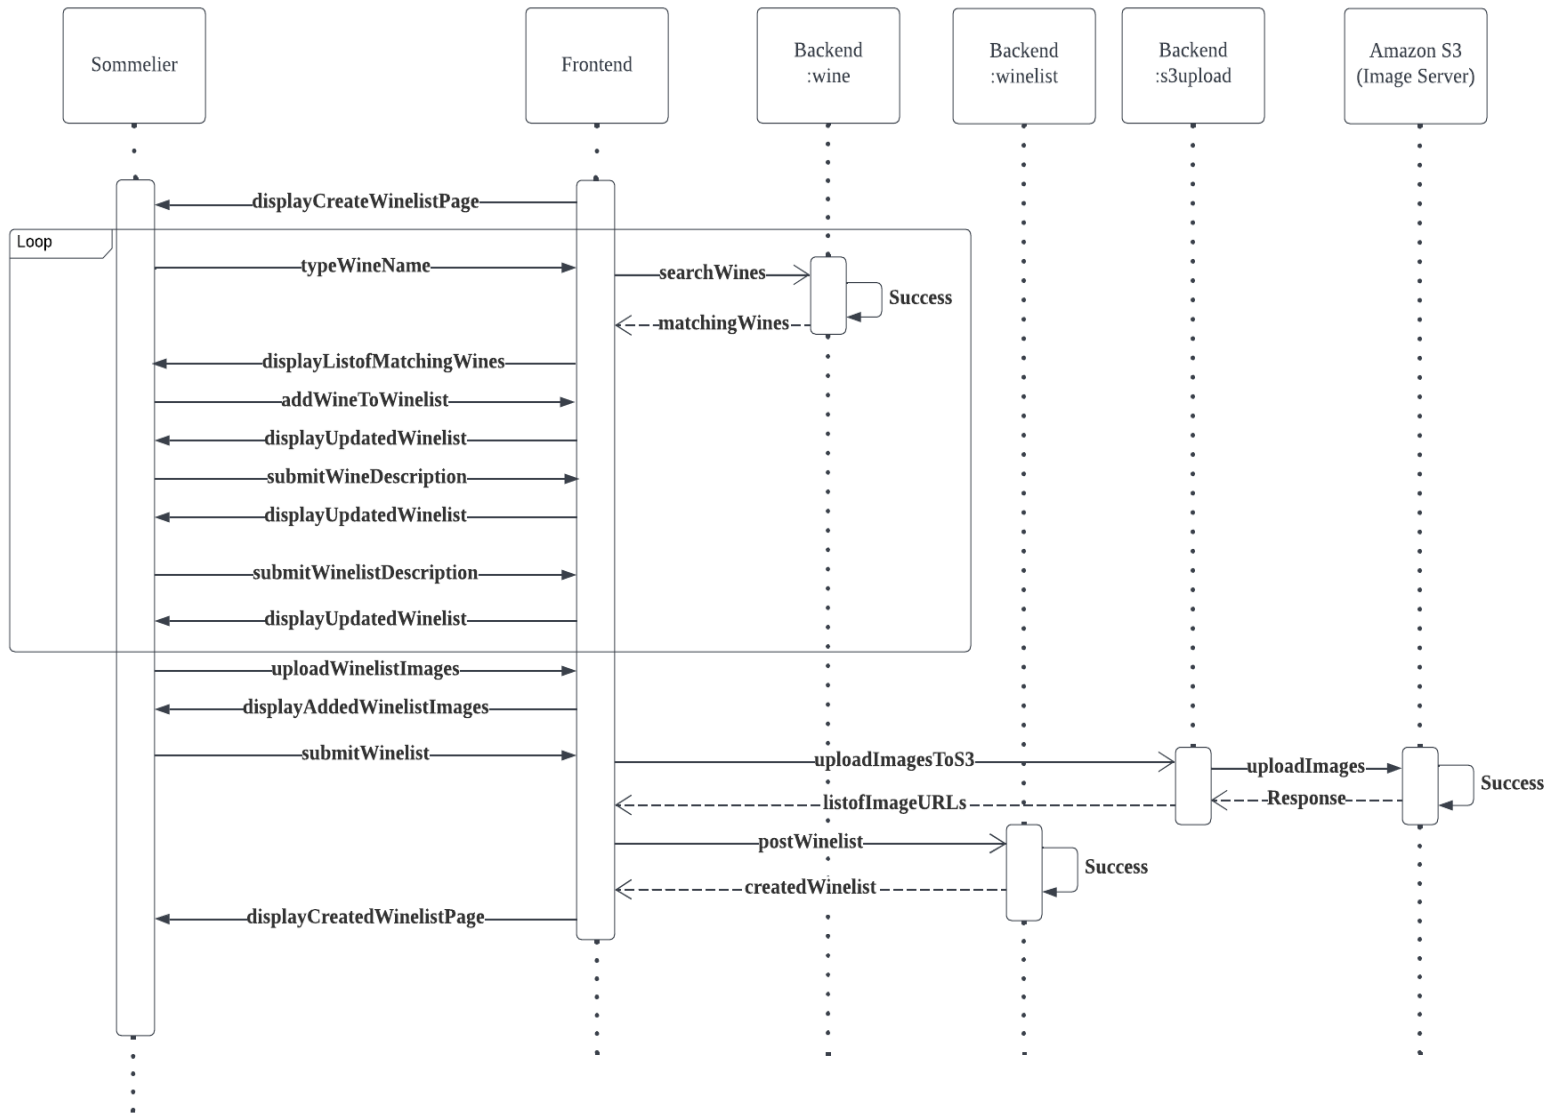 Sommelier
Frontend
Backend
:wine
Backend
:winelist
Backend
:s3upload
Amazon S3
(Image Server)
displayCreateWinelistPage
Loop
typeWineName
searchWines
Success
matchingWines
displayListofMatchingWines
addWineToWinelist
displayUpdatedWinelist
submitWineDescription
displayUpdatedWinelist
submitWinelistDescription
displayUpdatedWinelist
uploadWinelistImages
displayAddedWinelistImages
submitWinelist
uploadImagesToS3
uploadImages
Success
listofImageURLs
Response
postWinelist
Success
createdWinelist
displayCreatedWinelistPage